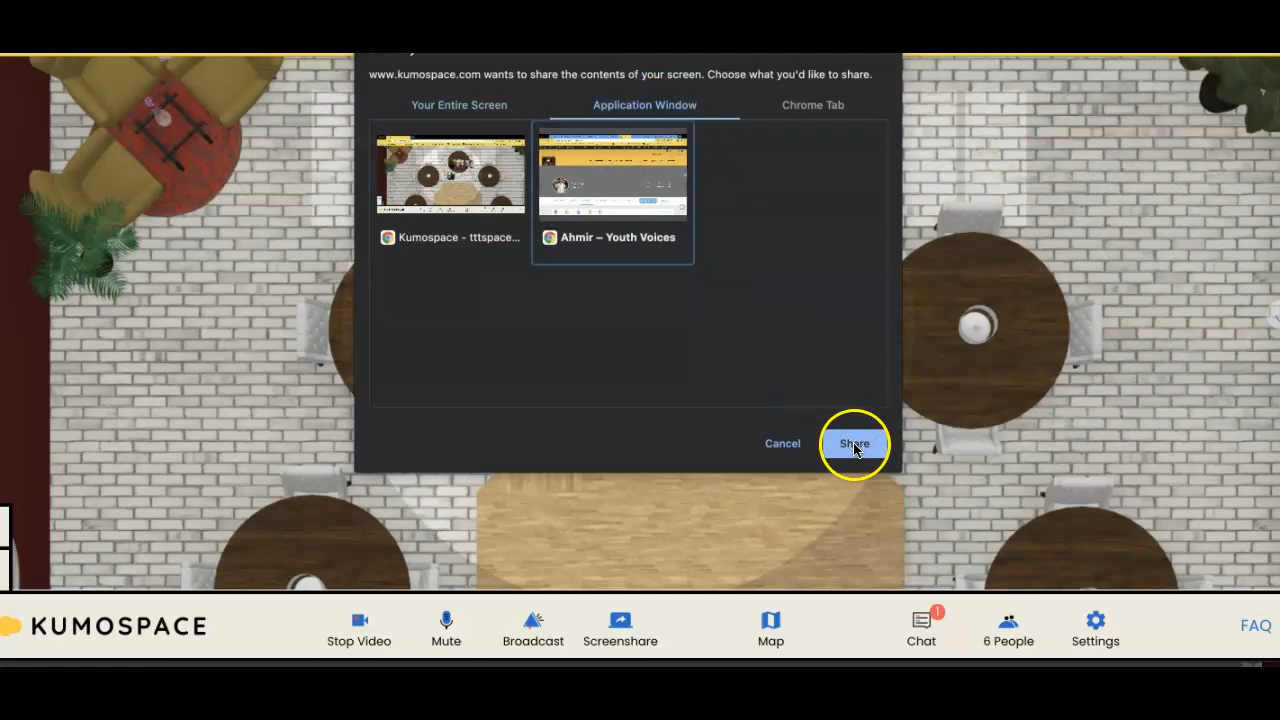 www.kumospace.com wants to share the contents of your screen. Choose what you'd like to share.
Your Entire Screen Application Window Chrome Tab
Kumospace - tttspace... Ahmir – Youth Voices
Cancel Share
KUMOSPACE Stop Video Mute Broadcast Screenshare Map Chat 1 6 People Settings FAQ